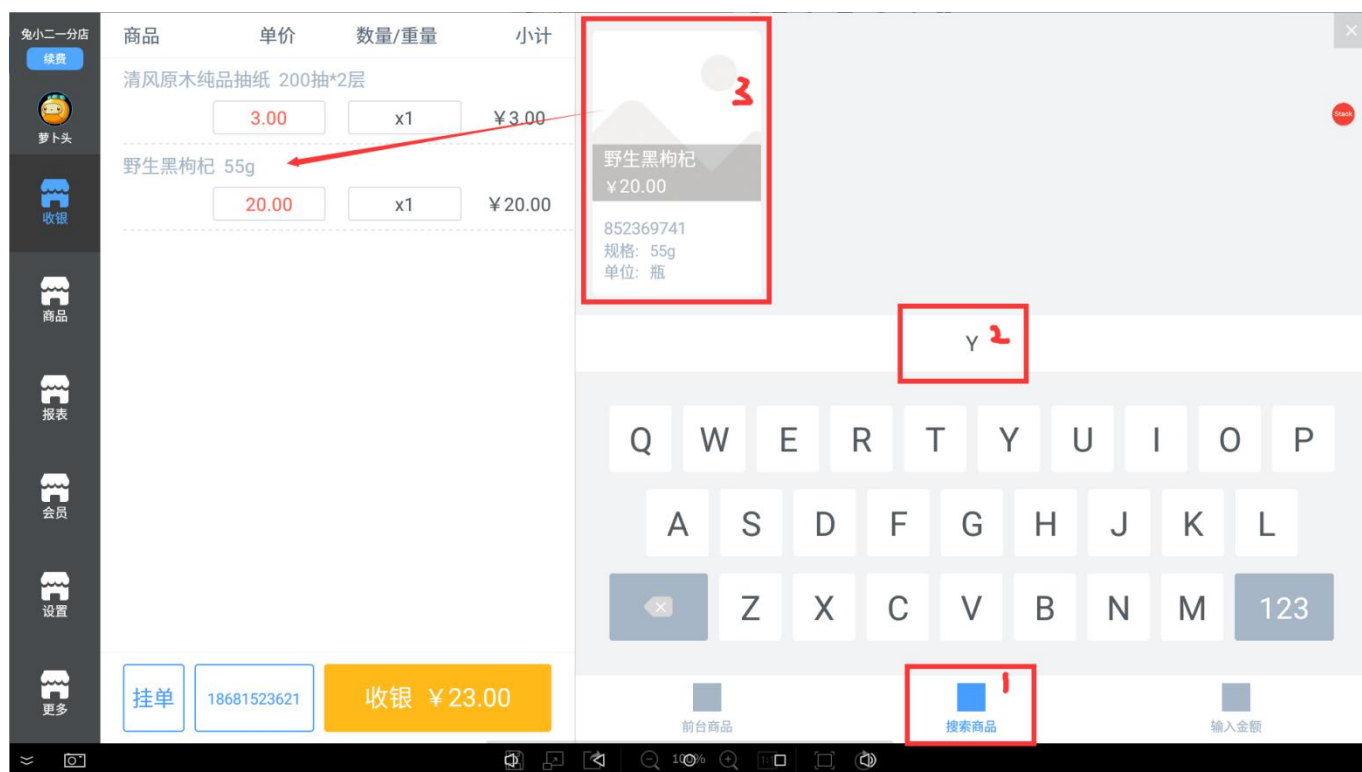 兔小二一分店
续费
萝卜头
收银
商品
报表
会员
设置
更多
商品 单价 数量/重量 小计
清风原木纯品抽纸 200抽*2层
3.00 x1 ¥3.00
野生黑枸杞 55g
20.00 x1 ¥20.00
挂单 18681523621 收银 ¥23.00
3
野生黑枸杞
¥20.00
852369741
规格: 55g
单位: 瓶
Stack
Y 2
Q W E R T Y U I O P
A S D F G H J K L
Z X C V B N M 123
1
前台商品 搜索商品 输入金额
100% 1:1